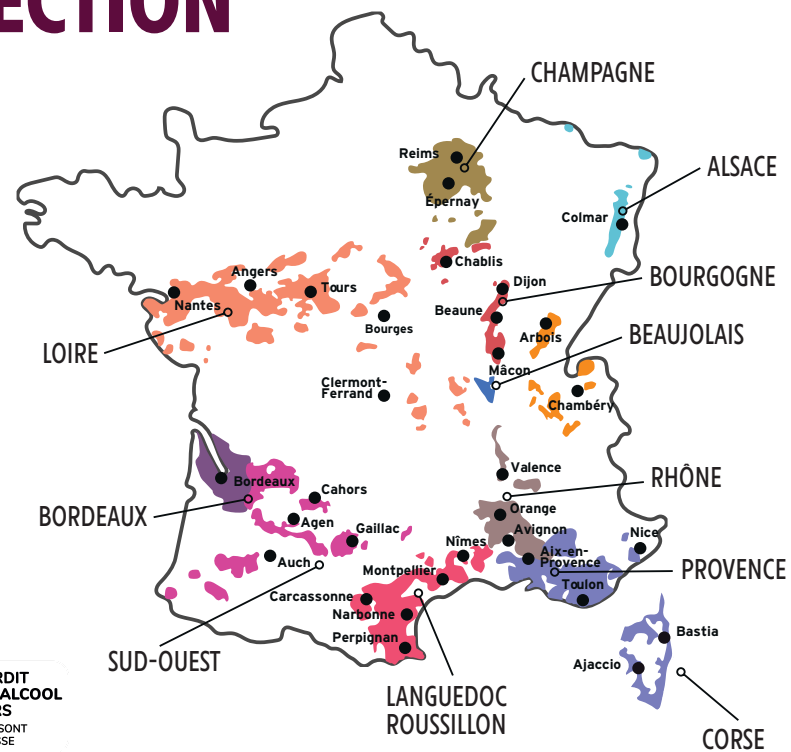 ECTION
CHAMPAGNE
Reims
Épernay
ALSACE
Colmar
Chablis
Angers
Tours
Nantes
Dijon
BOURGOGNE
Beaune
Bourges
Arbois
BEAUJOLAIS
LOIRE
Mâcon
Clermont-
Ferrand
Chambéry
Valence
RHÔNE
Bordeaux
Cahors
BORDEAUX
Orange
Agen
Gaillac
Avignon
Nîmes
Nice
Aix-en-
Provence
Auch
Montpellier
PROVENCE
Toulon
Carcassonne
Narbonne
Perpignan
Bastia
SUD-OUEST
Ajaccio
RDIT
ALCOOL
RS
SONT
SSE
LANGUEDOC
ROUSSILLON
CORSE